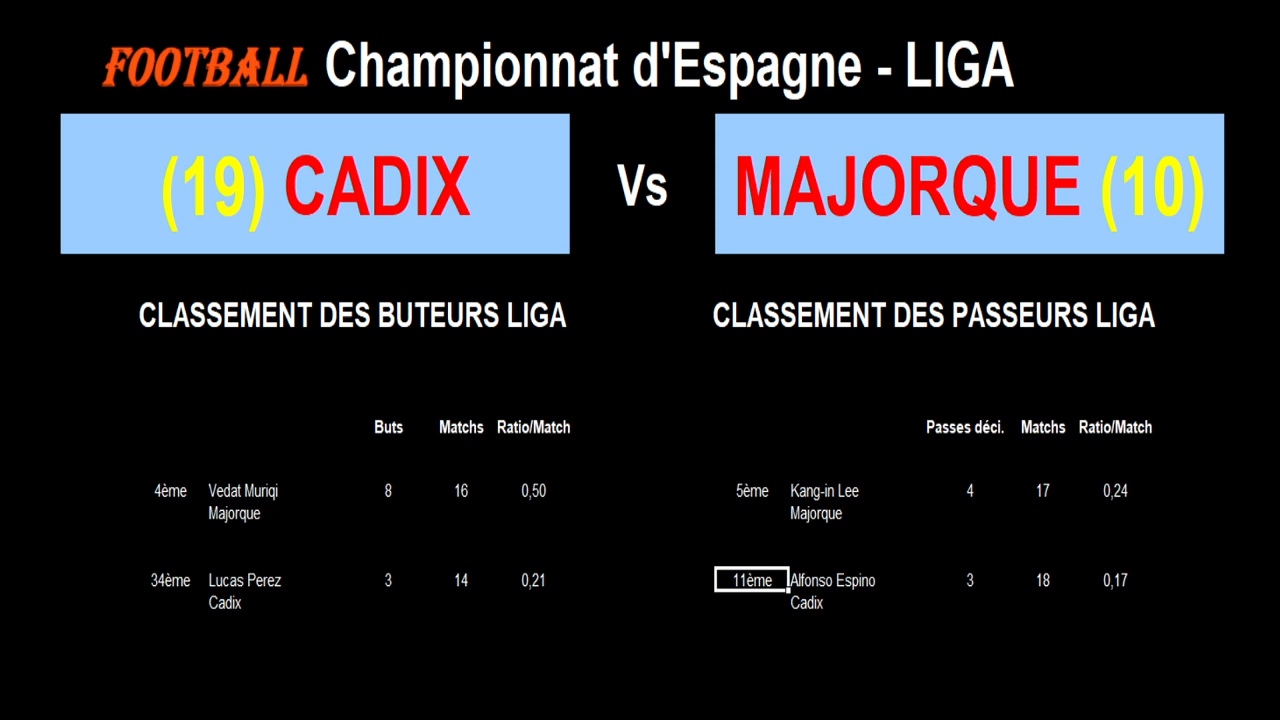 FOOTBALL Championnat d'Espagne - LIGA
(19) CADIX Vs MAJORQUE (10)
CLASSEMENT DES BUTEURS LIGA
Buts Matchs Ratio/Match
4ème Vedat Muriqi 8 16 0,50
Majorque
34ème Lucas Perez 3 14 0,21
Cadix
CLASSEMENT DES PASSEURS LIGA
Passes déci. Matchs Ratio/Match
5ème Kang-in Lee 4 17 0,24
Majorque
11ème Alfonso Espino 3 18 0,17
Cadix